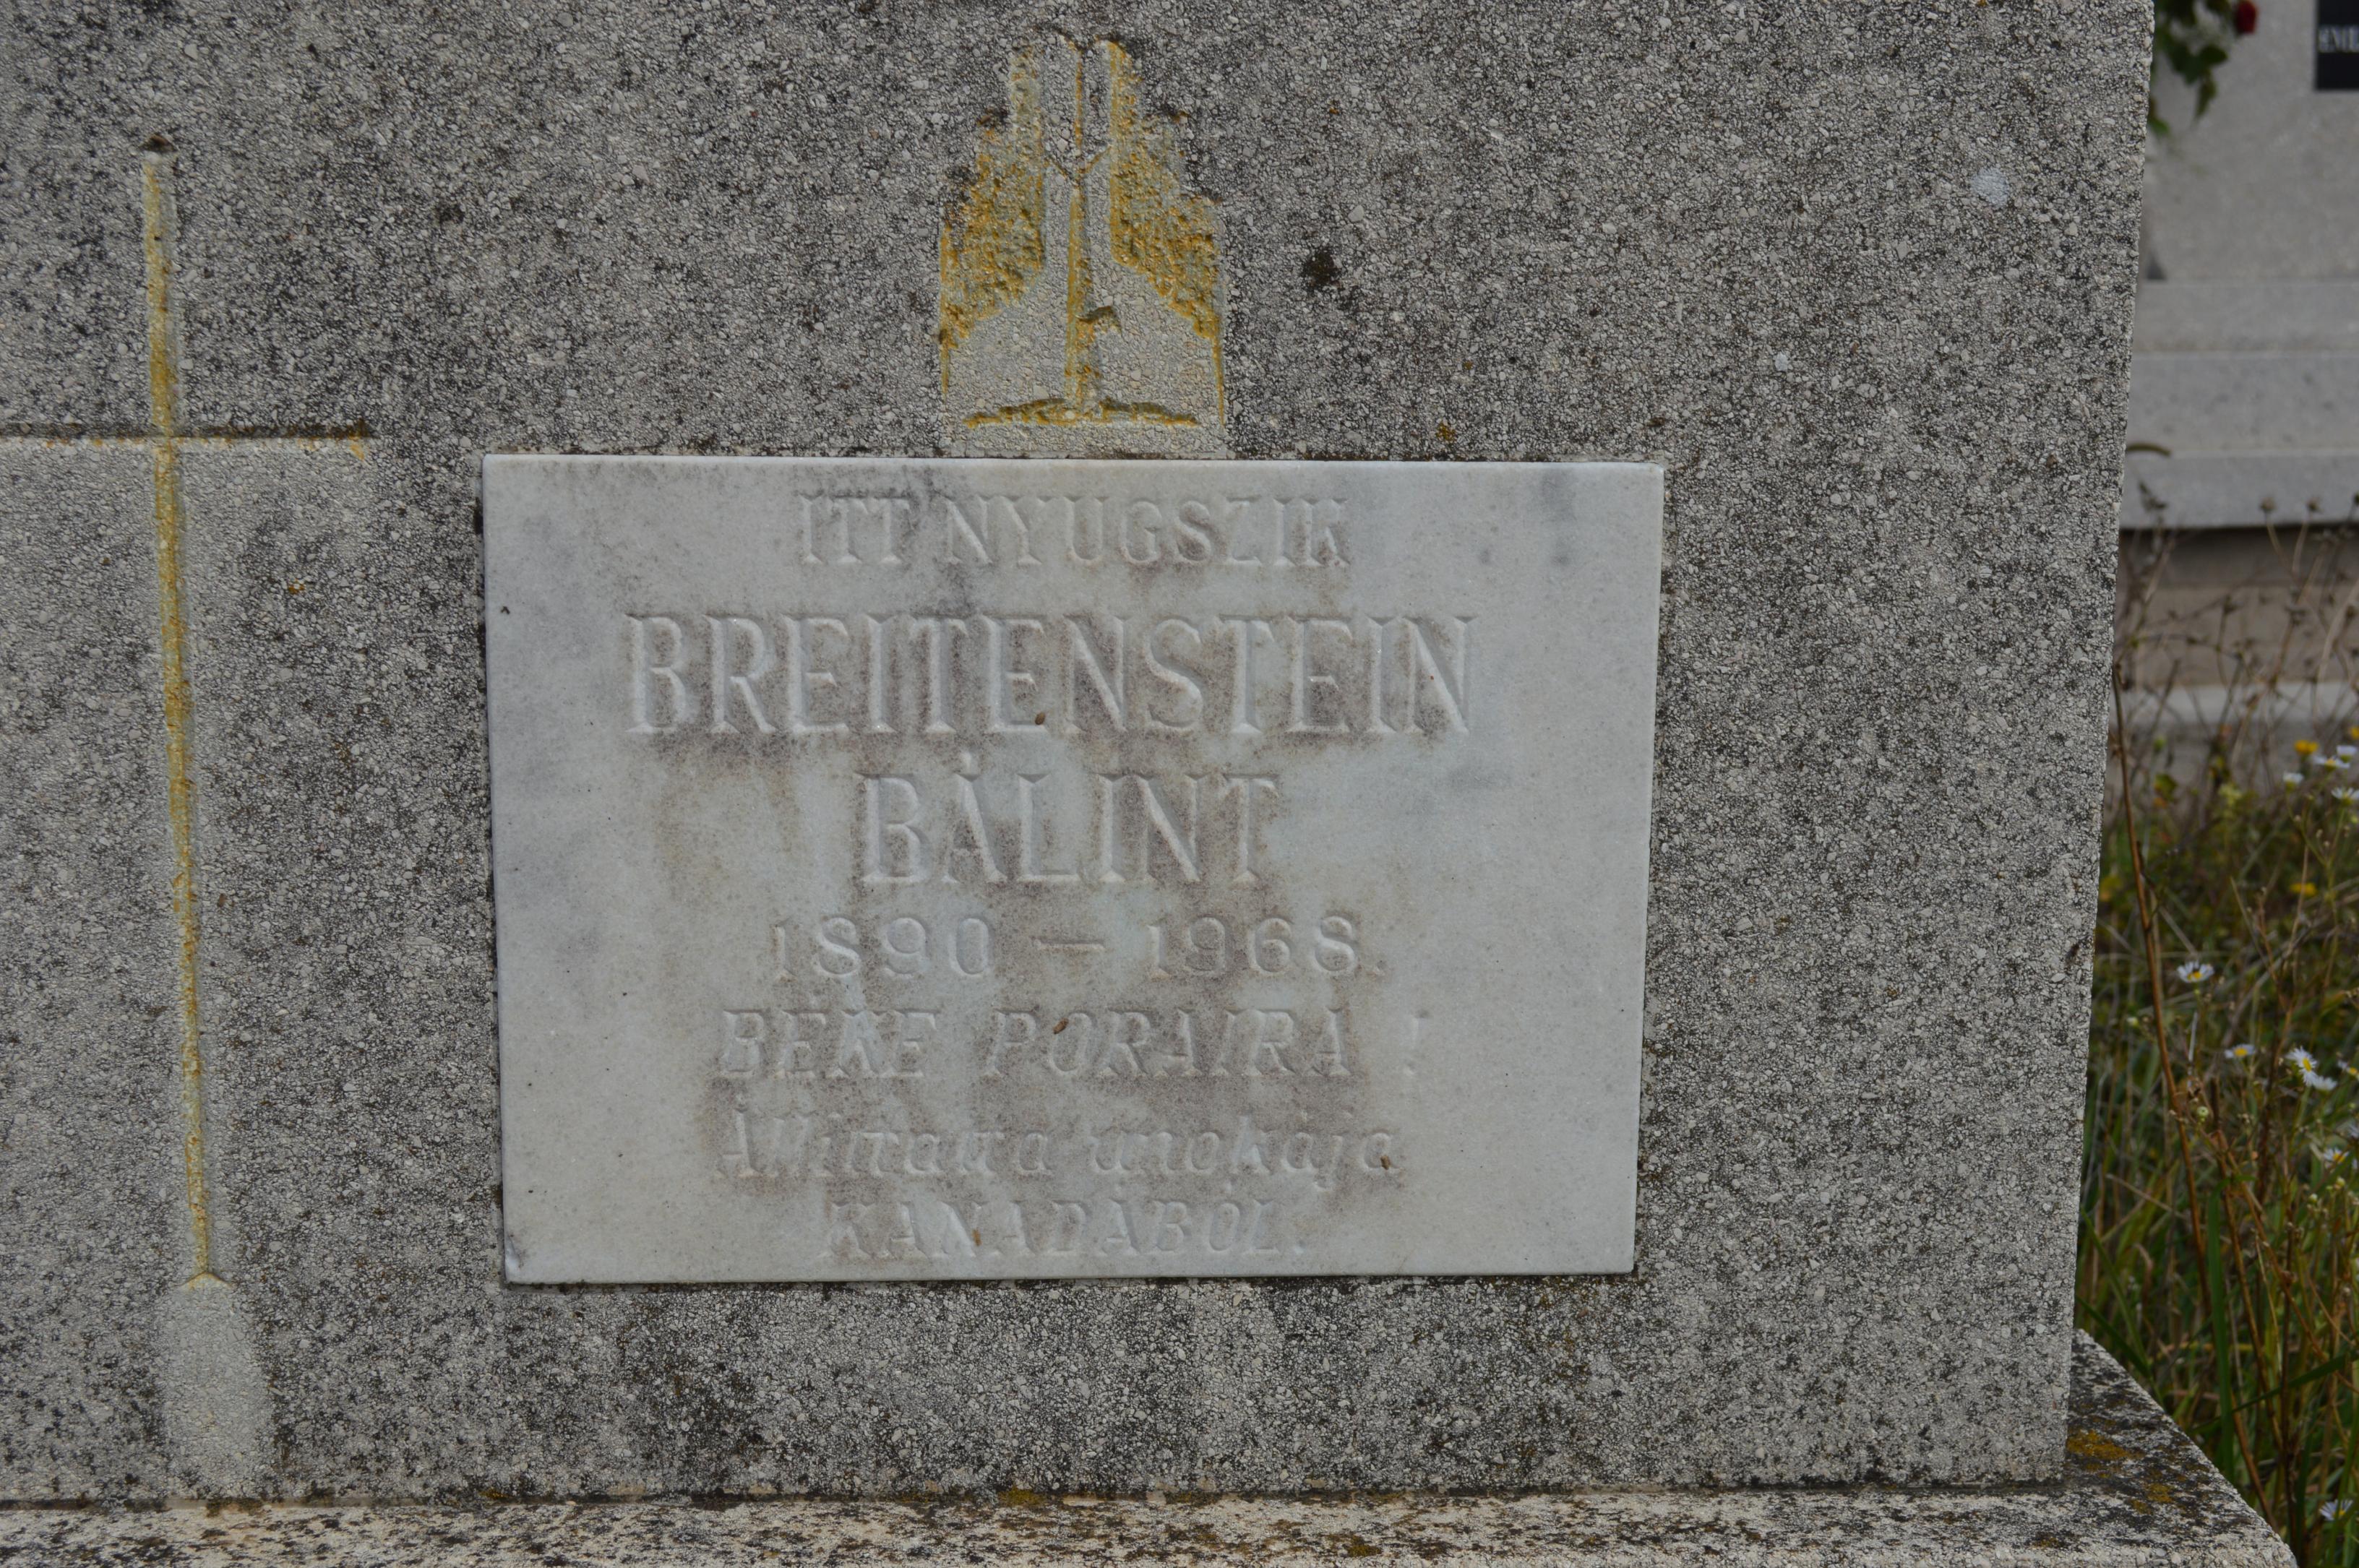 ITT NYUGSZIK
BREITENSTEIN
BÁLINT
1890 – 1968.
BÉKE PORAIRA !
Állíttatta unokája
KANADÁBÓL.